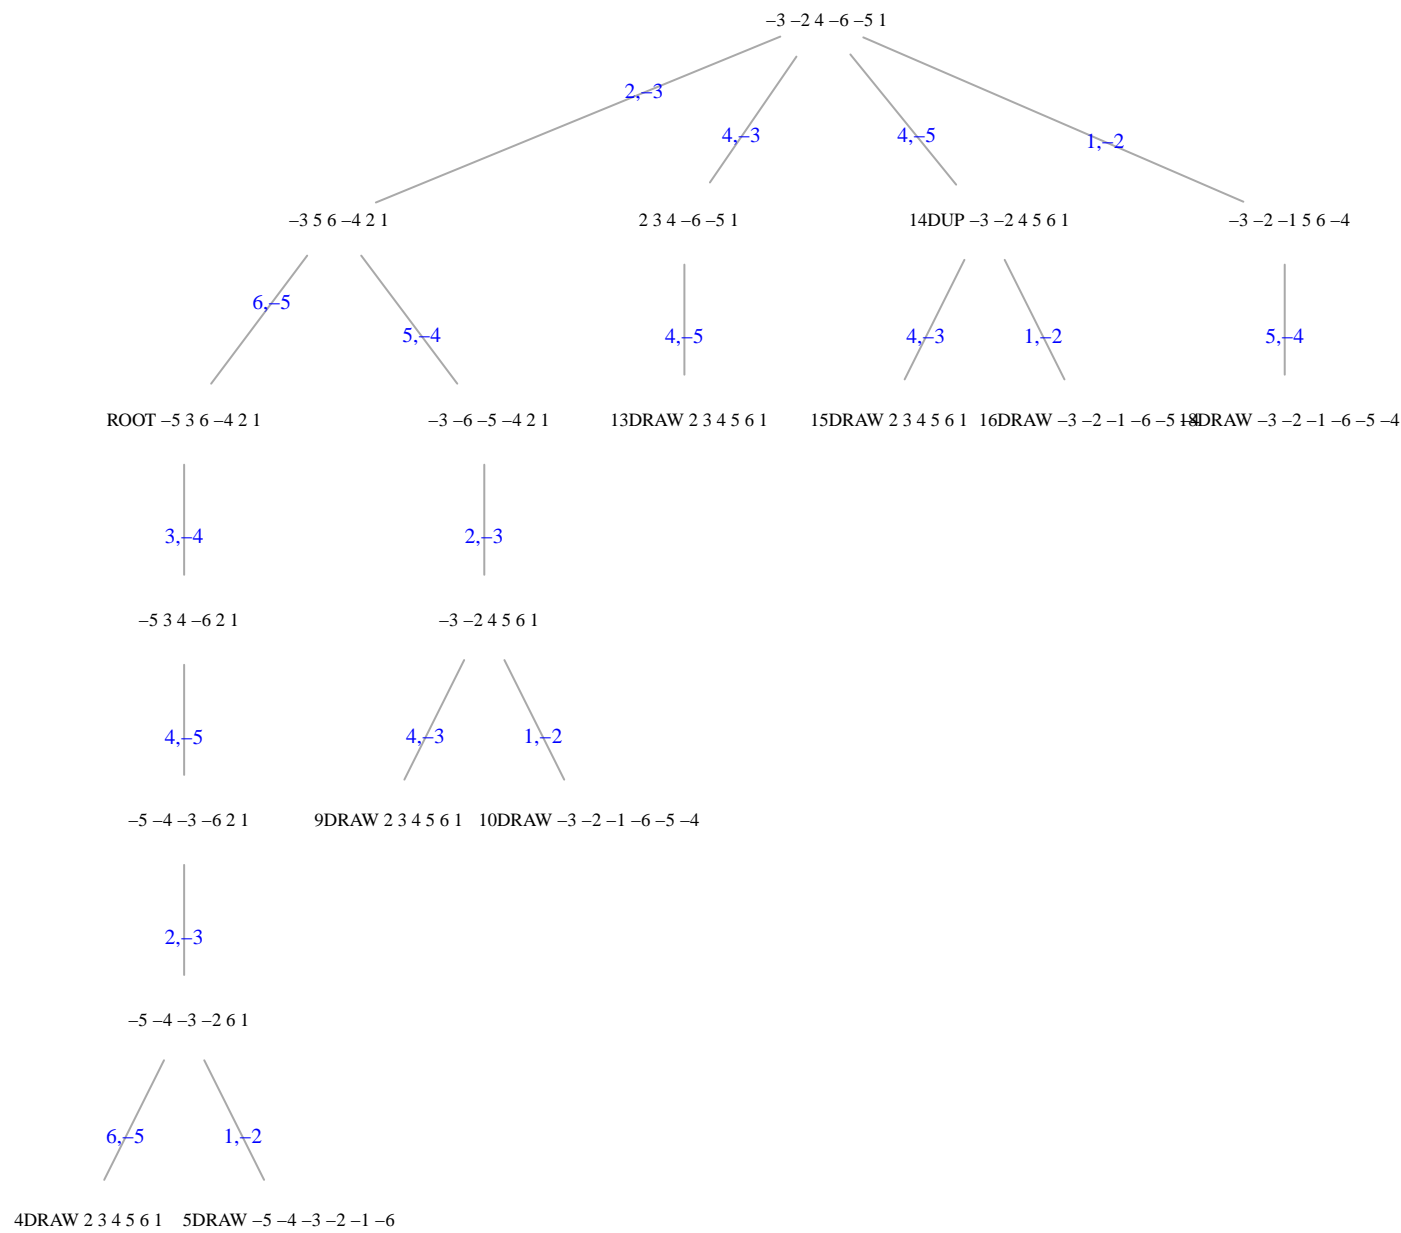 –3 –2 4 –6 –5 1
2,–3
4,–3
4,–5
1,–2
–3 5 6 –4 2 1
2 3 4 –6 –5 1
14DUP –3 –2 4 5 6 1
–3 –2 –1 5 6 –4
6,–5
5,–4
4,–5
4,–3
1,–2
5,–4
ROOT –5 3 6 –4 2 1
–3 –6 –5 –4 2 1
13DRAW 2 3 4 5 6 1
15DRAW 2 3 4 5 6 1
16DRAW –3 –2 –1 –6 –5 –4
18DRAW –3 –2 –1 –6 –5 –4
3,–4
2,–3
–5 3 4 –6 2 1
–3 –2 4 5 6 1
4,–5
4,–3
1,–2
–5 –4 –3 –6 2 1
9DRAW 2 3 4 5 6 1
10DRAW –3 –2 –1 –6 –5 –4
2,–3
–5 –4 –3 –2 6 1
6,–5
1,–2
4DRAW 2 3 4 5 6 1
5DRAW –5 –4 –3 –2 –1 –6